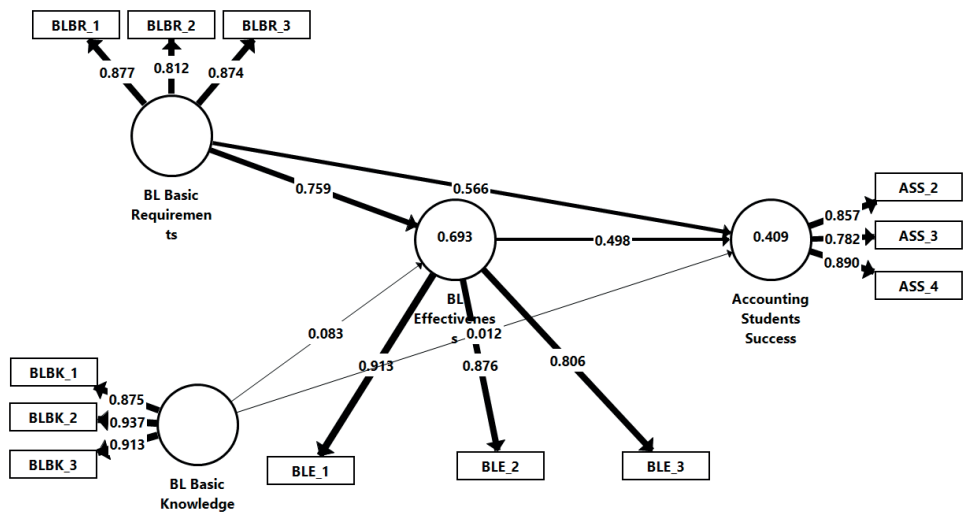 BLBR_1 BLBR_2 BLBR_3
0.877 0.812 0.874
BL Basic
Requiremen
ts
0.759
0.566
0.693
0.498
0.409
ASS_2
0.857
0.782 ASS_3
0.890
ASS_4
BL
Effectivenes
s
Accounting
Students
Success
0.083
0.012
0.913 0.876 0.806
BLBK_1
0.875
BLBK_2 0.937
0.913
BLBK_3
BL Basic
Knowledge
BLE_1 BLE_2 BLE_3